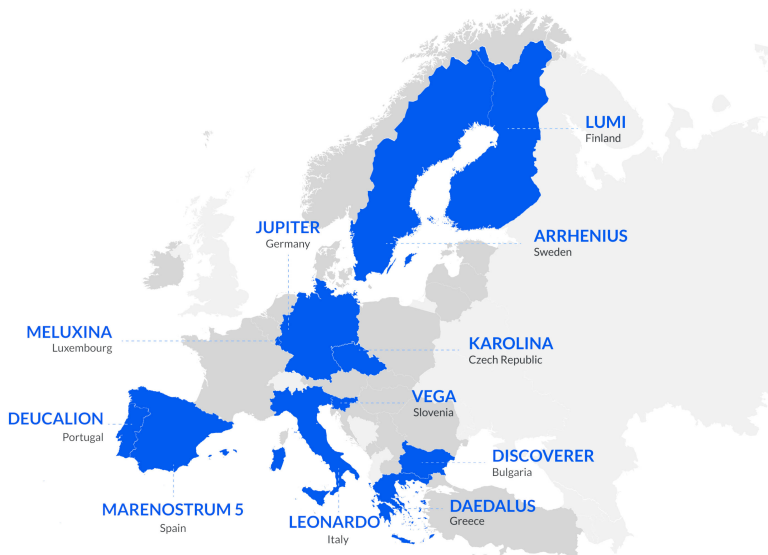 LUMI
Finland
JUPITER
Germany
ARRHENIUS
Sweden
MELUXINA
Luxembourg
KAROLINA
Czech Republic
VEGA
Slovenia
DEUCALION
Portugal
DISCOVERER
Bulgaria
MARENOSTRUM 5
Spain
LEONARDO
Italy
DAEDALUS
Greece